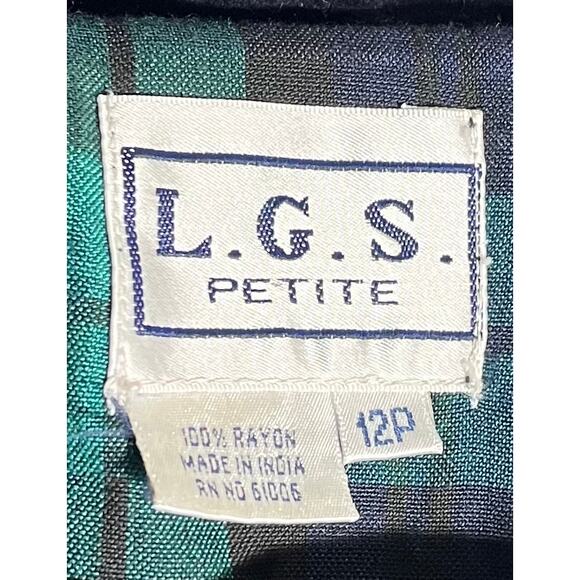 L.G.S.
PETITE
12P
100% RAYON
MADE IN INDIA
RN NO 61006